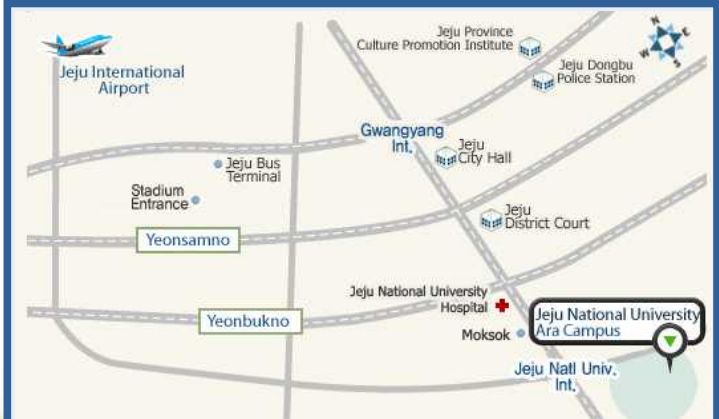 Jeju International
Airport
Jeju Province
Culture Promotion Institute
Jeju Dongbu
Police Station
N
E
W
S
Gwangyang
Int.
Jeju
City Hall
Jeju Bus
Terminal
Stadium
Entrance
Jeju
District Court
Yeonsamno
Jeju National University
Hospital
Yeonbukno
Jeju National University
Ara Campus
Moksok
Jeju Natl Univ.
Int.